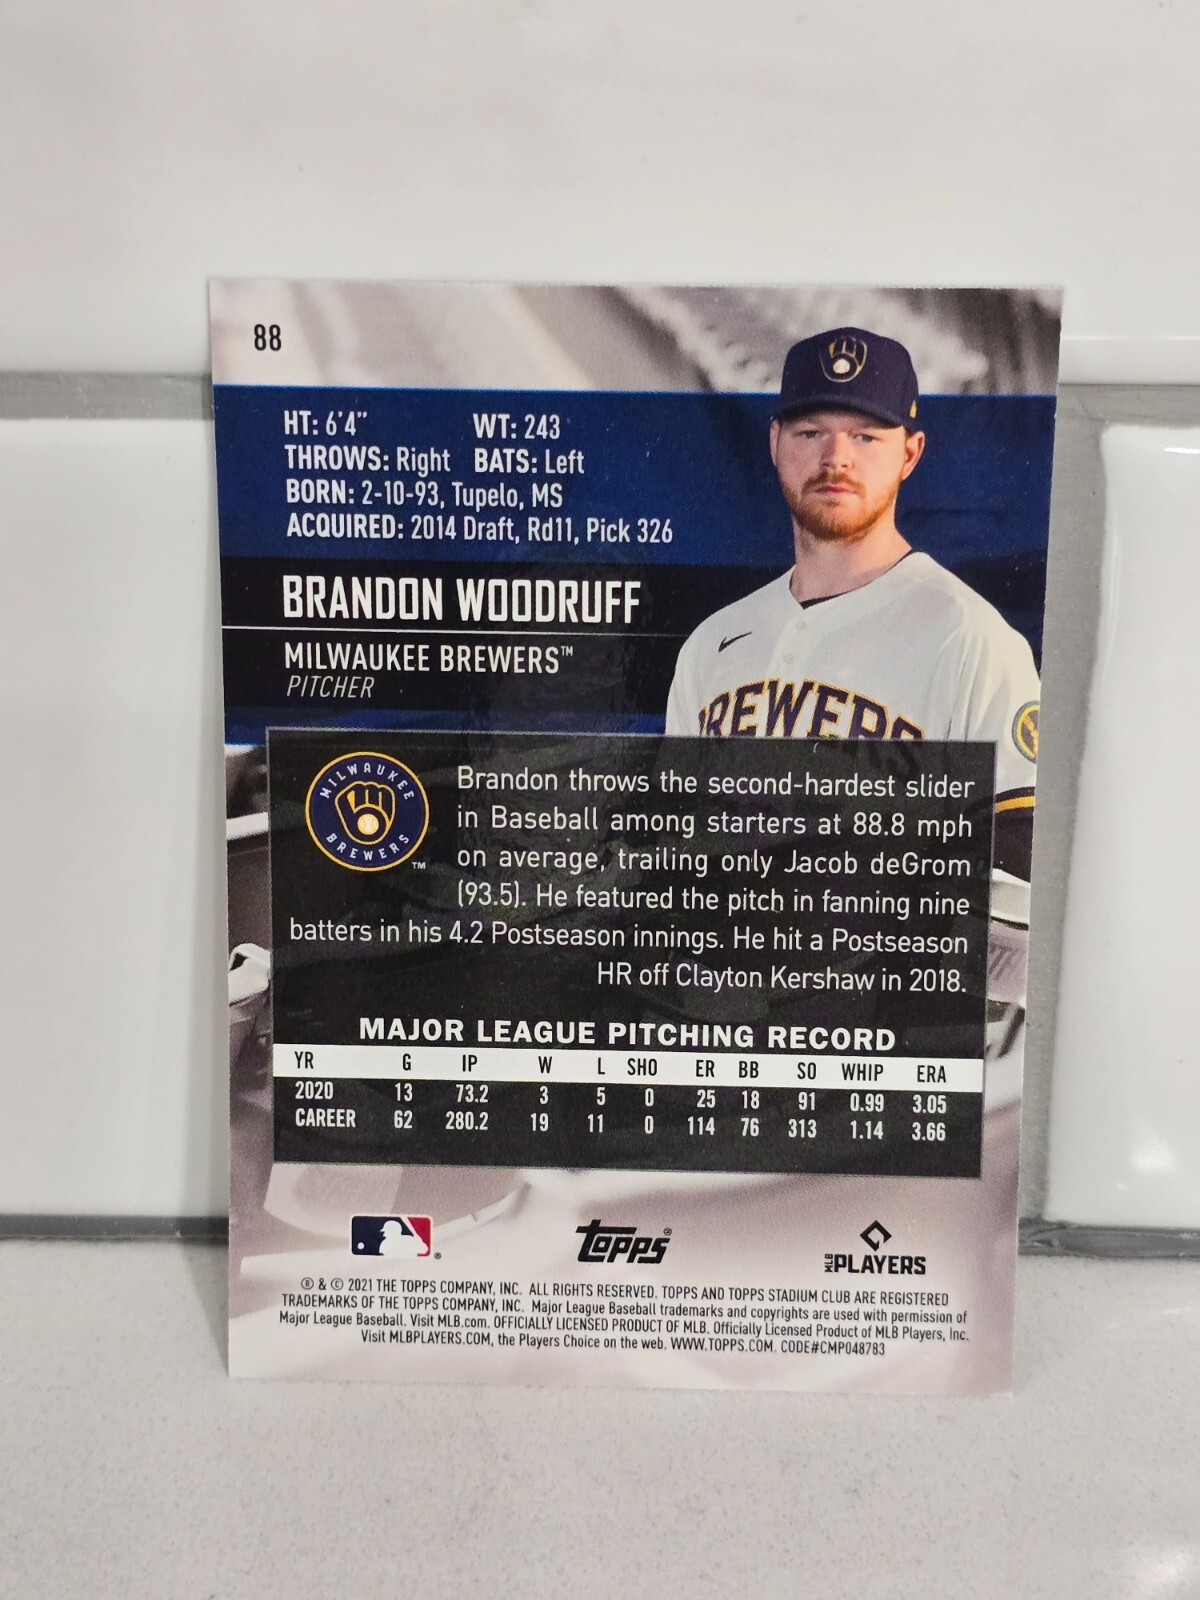 88
HT: 6'4" WT: 243
THROWS: Right BATS: Left
BORN: 2-10-93, Tupelo, MS
ACQUIRED: 2014 Draft, Rd11, Pick 326
BRANDON WOODRUFF
MILWAUKEE BREWERS™
PITCHER
BREWERS
MILWAUKEE BREWERS ™
Brandon throws the second-hardest slider
in Baseball among starters at 88.8 mph
on average, trailing only Jacob deGrom
(93.5). He featured the pitch in fanning nine
batters in his 4.2 Postseason innings. He hit a Postseason
HR off Clayton Kershaw in 2018.
MAJOR LEAGUE PITCHING RECORD
YR G IP W L SHO ER BB SO WHIP ERA
2020 13 73.2 3 5 0 25 18 91 0.99 3.05
CAREER 62 280.2 19 11 0 114 76 313 1.14 3.66
® Topps® MLB PLAYERS
® & © 2021 THE TOPPS COMPANY, INC. ALL RIGHTS RESERVED. TOPPS AND TOPPS STADIUM CLUB ARE REGISTERED
TRADEMARKS OF THE TOPPS COMPANY, INC. Major League Baseball trademarks and copyrights are used with permission of
Major League Baseball. Visit MLB.com. OFFICIALLY LICENSED PRODUCT OF MLB. Officially Licensed Product of MLB Players, Inc.
Visit MLBPLAYERS.COM, the Players Choice on the web. WWW.TOPPS.COM. CODE#CMP048783